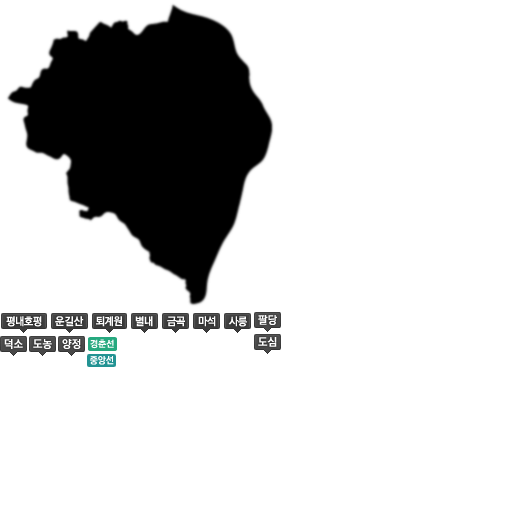 평내호평 운길산 퇴계원 별내 금곡 마석 사릉 팔당
덕소 도농 양정 경춘선 도심
중앙선